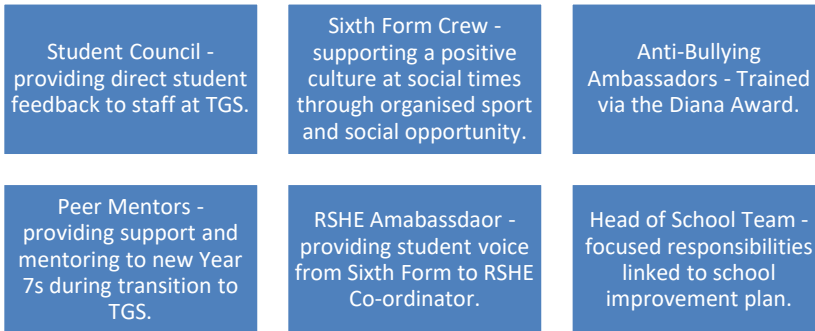 Student Council -
providing direct student
feedback to staff at TGS.
Sixth Form Crew -
supporting a positive
culture at social times
through organised sport
and social opportunity.
Anti-Bullying
Ambassadors - Trained
via the Diana Award.
Peer Mentors -
providing support and
mentoring to new Year
7s during transition to
TGS.
RSHE Amabassdaor -
providing student voice
from Sixth Form to RSHE
Co-ordinator.
Head of School Team -
focused responsibilities
linked to school
improvement plan.